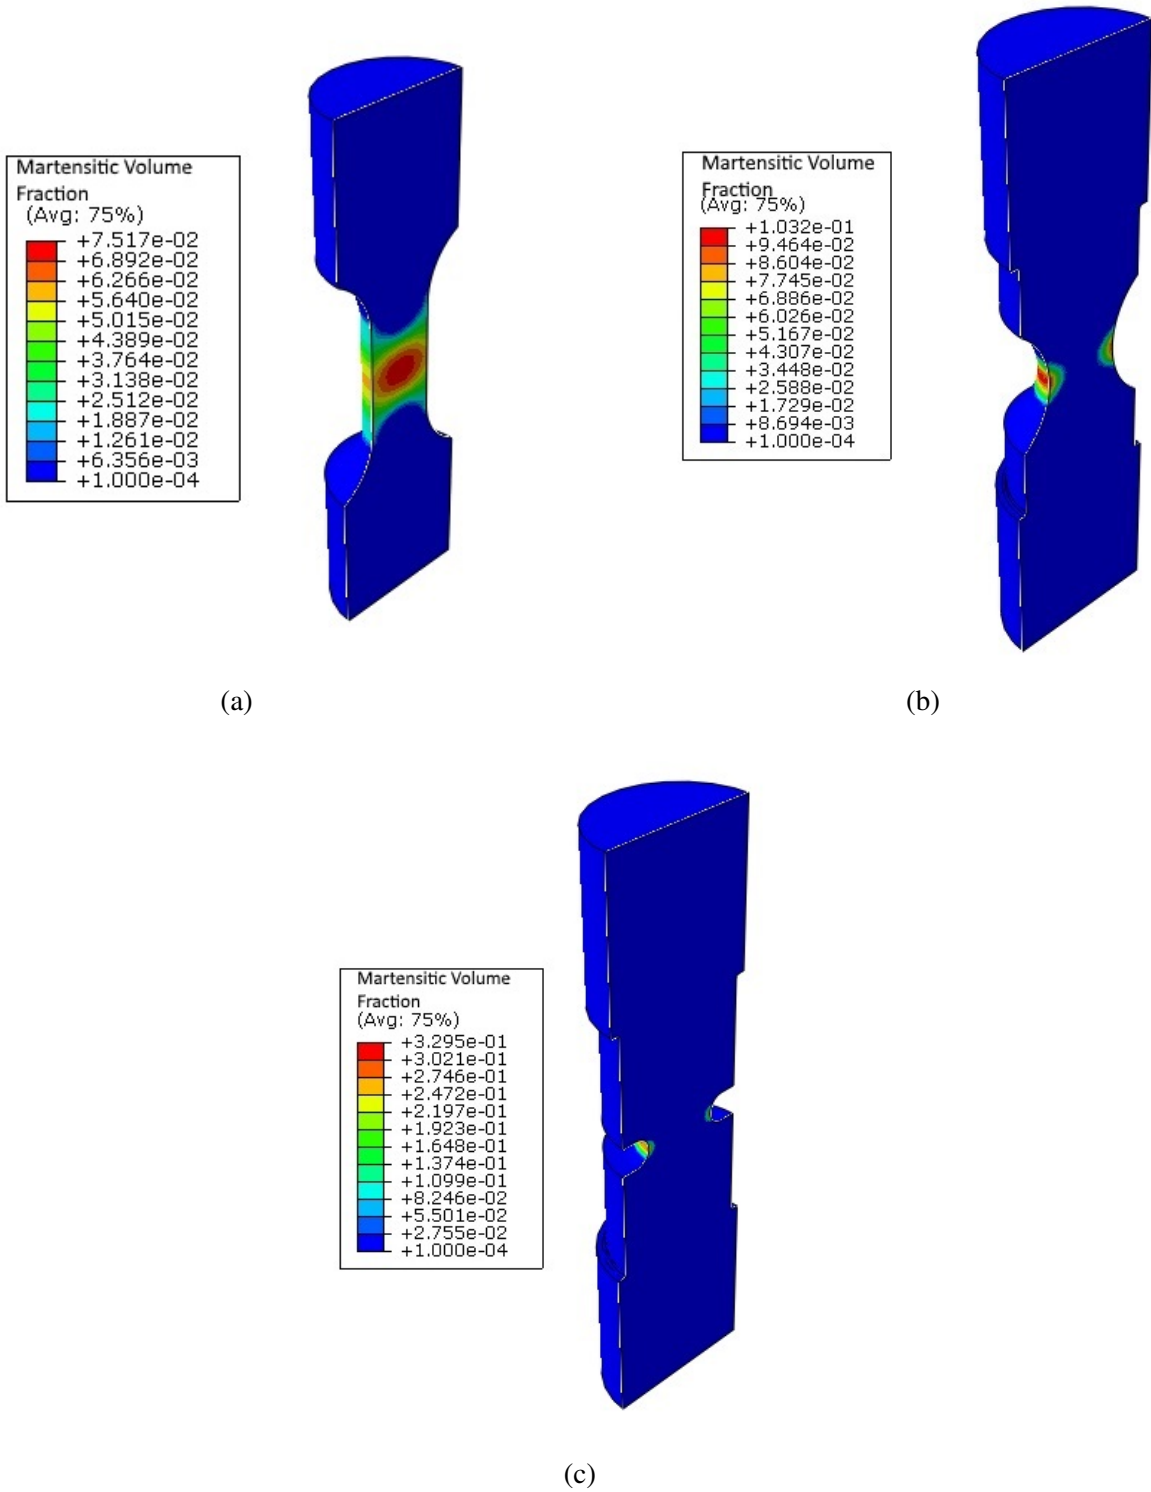 Martensitic Volume
Fraction
(Avg: 75%)
+7.517e-02
+6.892e-02
+6.266e-02
+5.640e-02
+5.015e-02
+4.389e-02
+3.764e-02
+3.138e-02
+2.512e-02
+1.887e-02
+1.261e-02
+6.356e-03
+1.000e-04
(a)
Martensitic Volume
Fraction
(Avg: 75%)
+1.032e-01
+9.464e-02
+8.604e-02
+7.745e-02
+6.886e-02
+6.026e-02
+5.167e-02
+4.307e-02
+3.448e-02
+2.588e-02
+1.729e-02
+8.694e-03
+1.000e-04
(b)
Martensitic Volume
Fraction
(Avg: 75%)
+3.295e-01
+3.021e-01
+2.746e-01
+2.472e-01
+2.197e-01
+1.923e-01
+1.648e-01
+1.374e-01
+1.099e-01
+8.246e-02
+5.501e-02
+2.755e-02
+1.000e-04
(c)